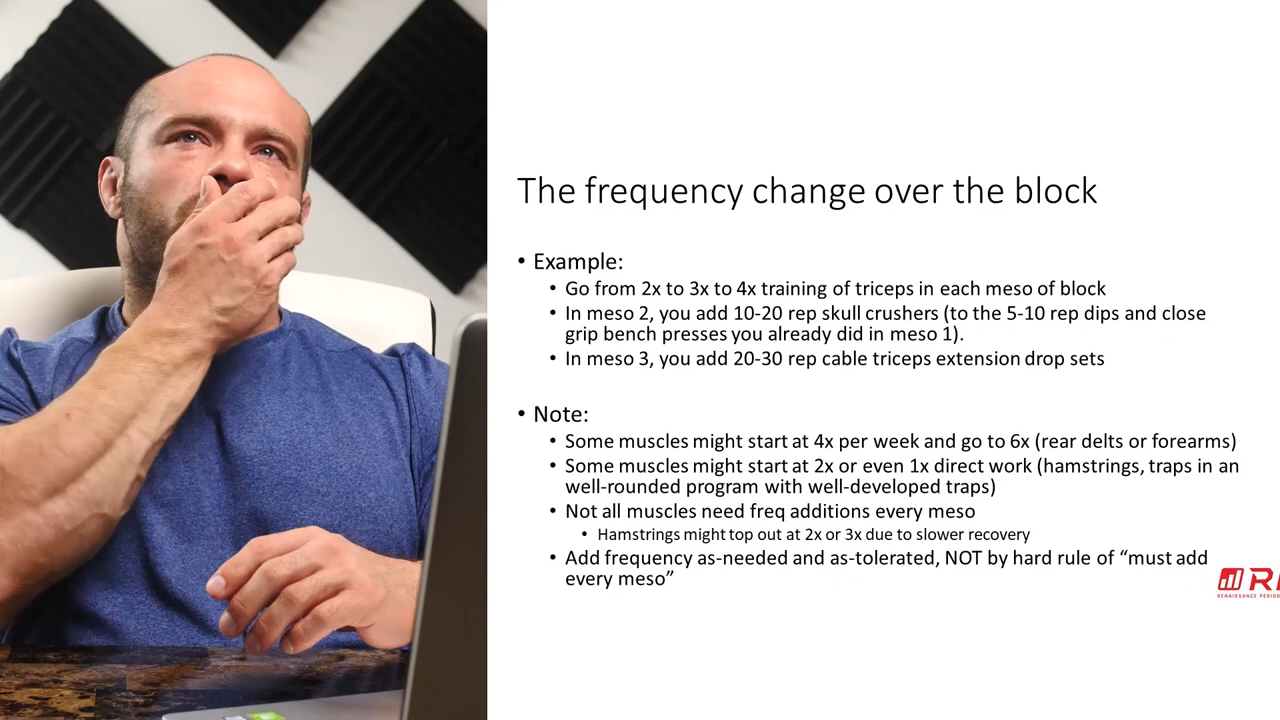 The frequency change over the block
• Example:
• Go from 2x to 3x to 4x training of triceps in each meso of block
• In meso 2, you add 10-20 rep skull crushers (to the 5-10 rep dips and close
grip bench presses you already did in meso 1).
• In meso 3, you add 20-30 rep cable triceps extension drop sets
• Note:
• Some muscles might start at 4x per week and go to 6x (rear delts or forearms)
• Some muscles might start at 2x or even 1x direct work (hamstrings, traps in an
well-rounded program with well-developed traps)
• Not all muscles need freq additions every meso
• Hamstrings might top out at 2x or 3x due to slower recovery
• Add frequency as-needed and as-tolerated, NOT by hard rule of “must add
every meso”
RENAISSANCE